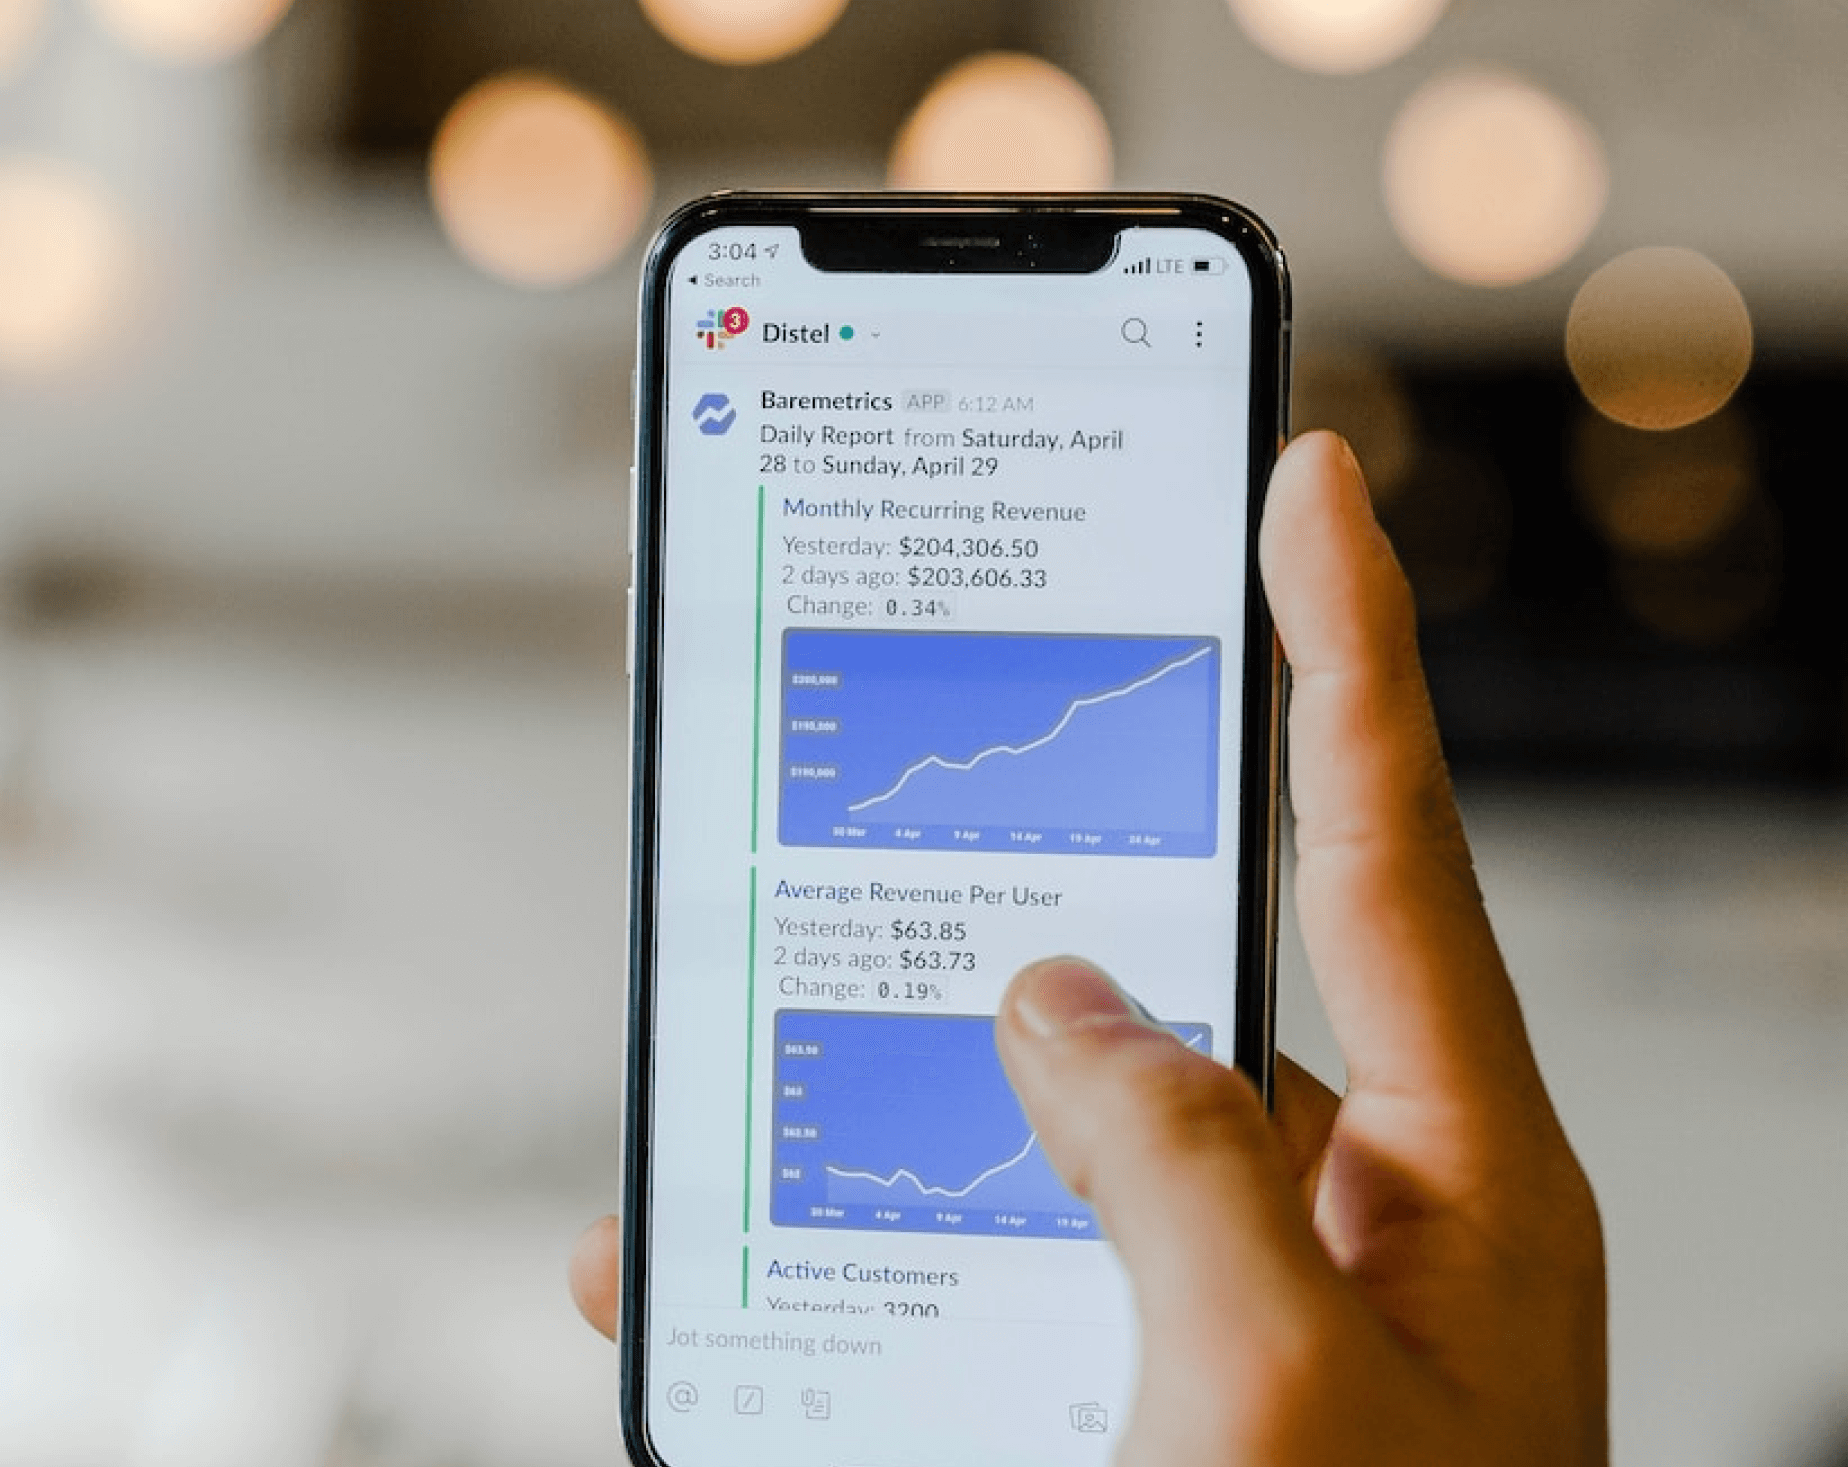 3:04
Search
LTE
3
Distel
Baremetrics APP 6:12 AM
Daily Report from Saturday, April
28 to Sunday, April 29
Monthly Recurring Revenue
Yesterday: $204,306.50
2 days ago: $203,606.33
Change: 0.34%
$200,000
$190,000
30 Mar 4 Apr 9 Apr 14 Apr 19 Apr 24 Apr
Average Revenue Per User
Yesterday: $63.85
2 days ago: $63.73
Change: 0.19%
$63.50
$63
$62.50
$62
30 Mar 4 Apr 9 Apr 14 Apr 19 Apr
Active Customers
Yesterday: 3200
Jot something down